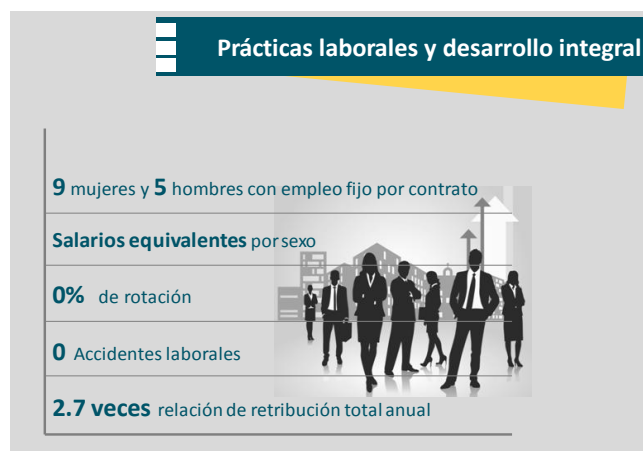 Prácticas laborales y desarrollo integral
9 mujeres y 5 hombres con empleo fijo por contrato
Salarios equivalentes por sexo
0% de rotación
0 Accidentes laborales
2.7 veces relación de retribución total anual